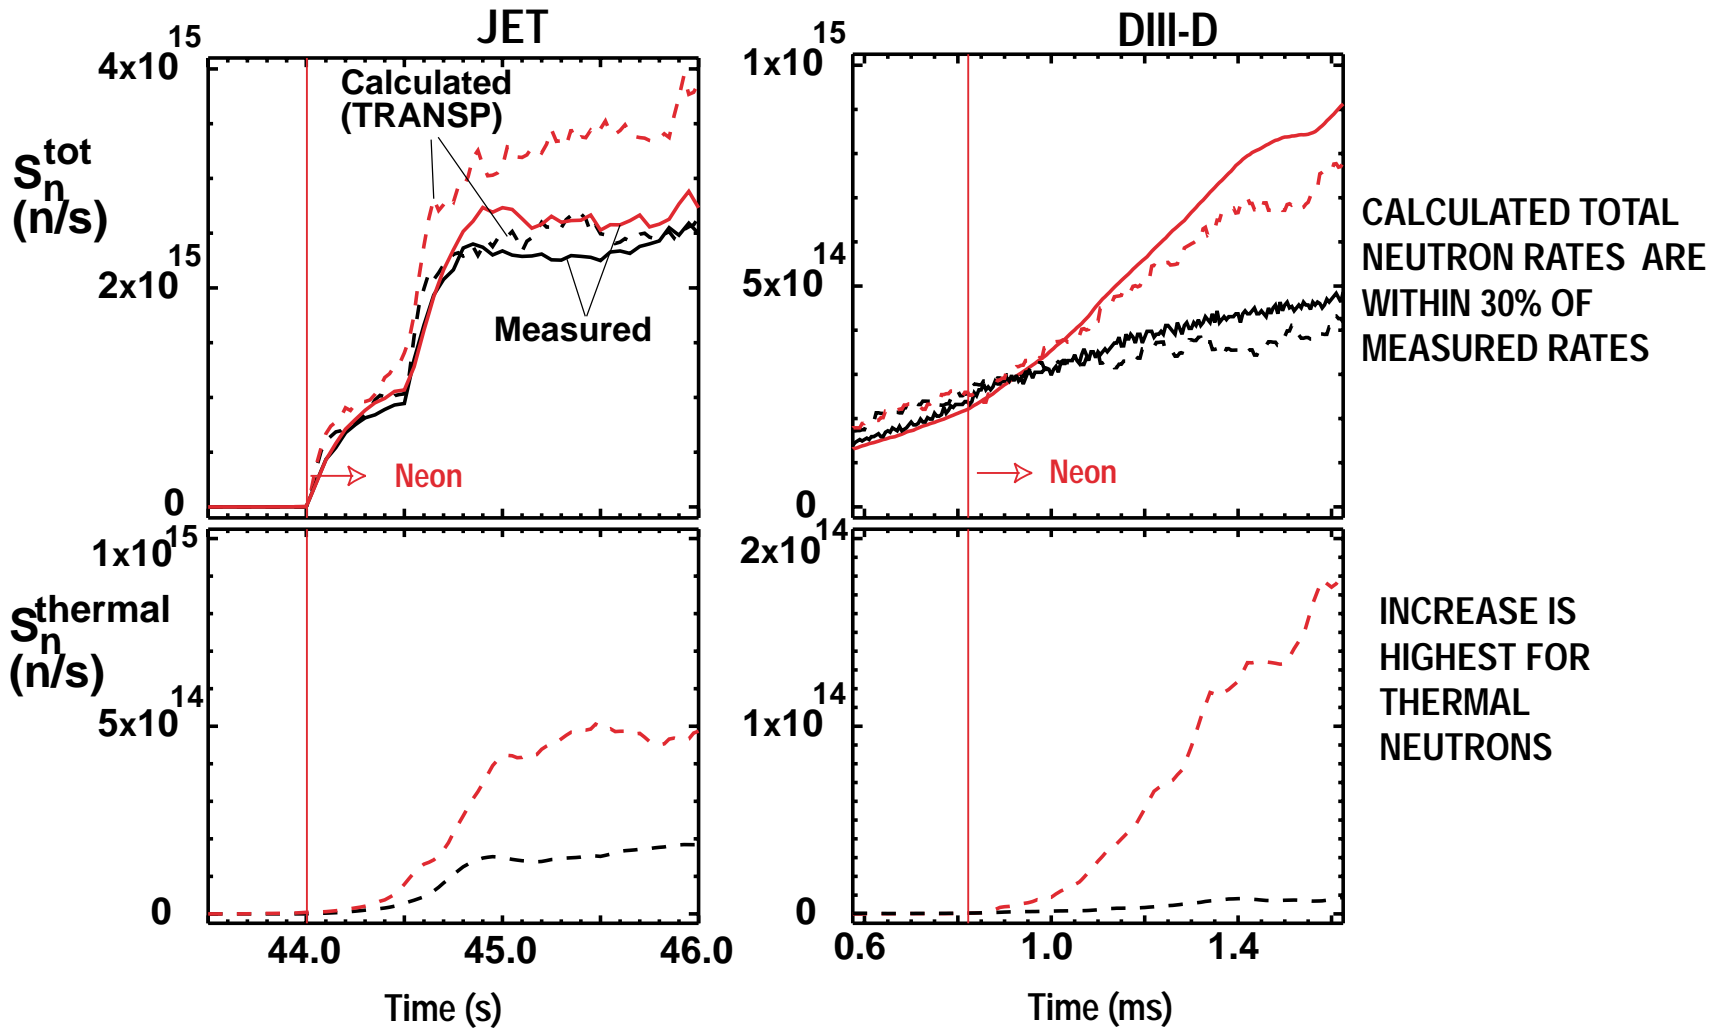 JET
DIII-D
4x10^15
2x10^15
0
S_n^tot
(n/s)
Calculated
(TRANSP)
Measured
Neon
1x10^15
5x10^14
0
Neon
CALCULATED TOTAL
NEUTRON RATES ARE
WITHIN 30% OF
MEASURED RATES
1x10^15
5x10^14
0
S_n^thermal
(n/s)
44.0 45.0 46.0
Time (s)
2x10^14
1x10^14
0
0.6 1.0 1.4
Time (ms)
INCREASE IS
HIGHEST FOR
THERMAL
NEUTRONS